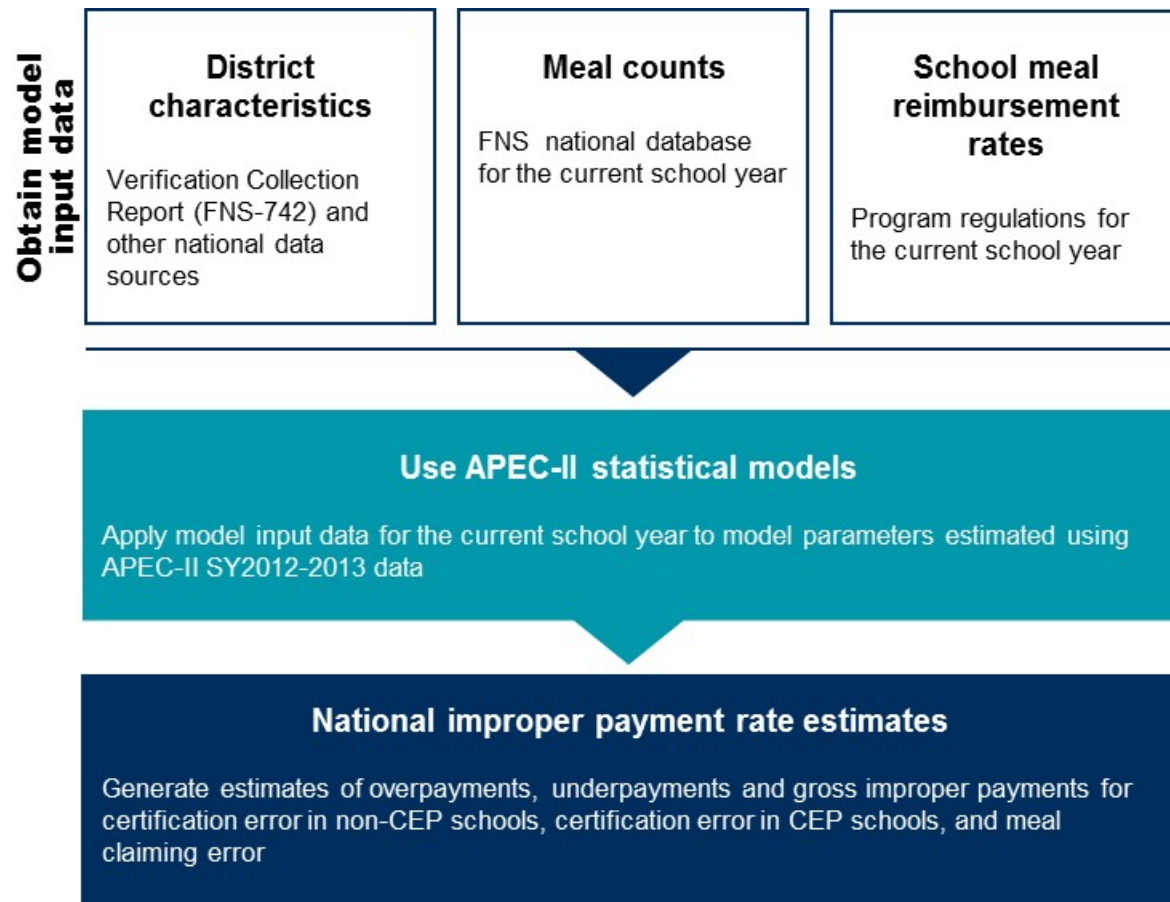 Obtain model
input data
District
characteristics
Verification Collection
Report (FNS-742) and
other national data
sources
Meal counts
FNS national database
for the current school year
School meal
reimbursement
rates
Program regulations for
the current school year
Use APEC-II statistical models
Apply model input data for the current school year to model parameters estimated using
APEC-II SY2012-2013 data
National improper payment rate estimates
Generate estimates of overpayments, underpayments and gross improper payments for
certification error in non-CEP schools, certification error in CEP schools, and meal
claiming error